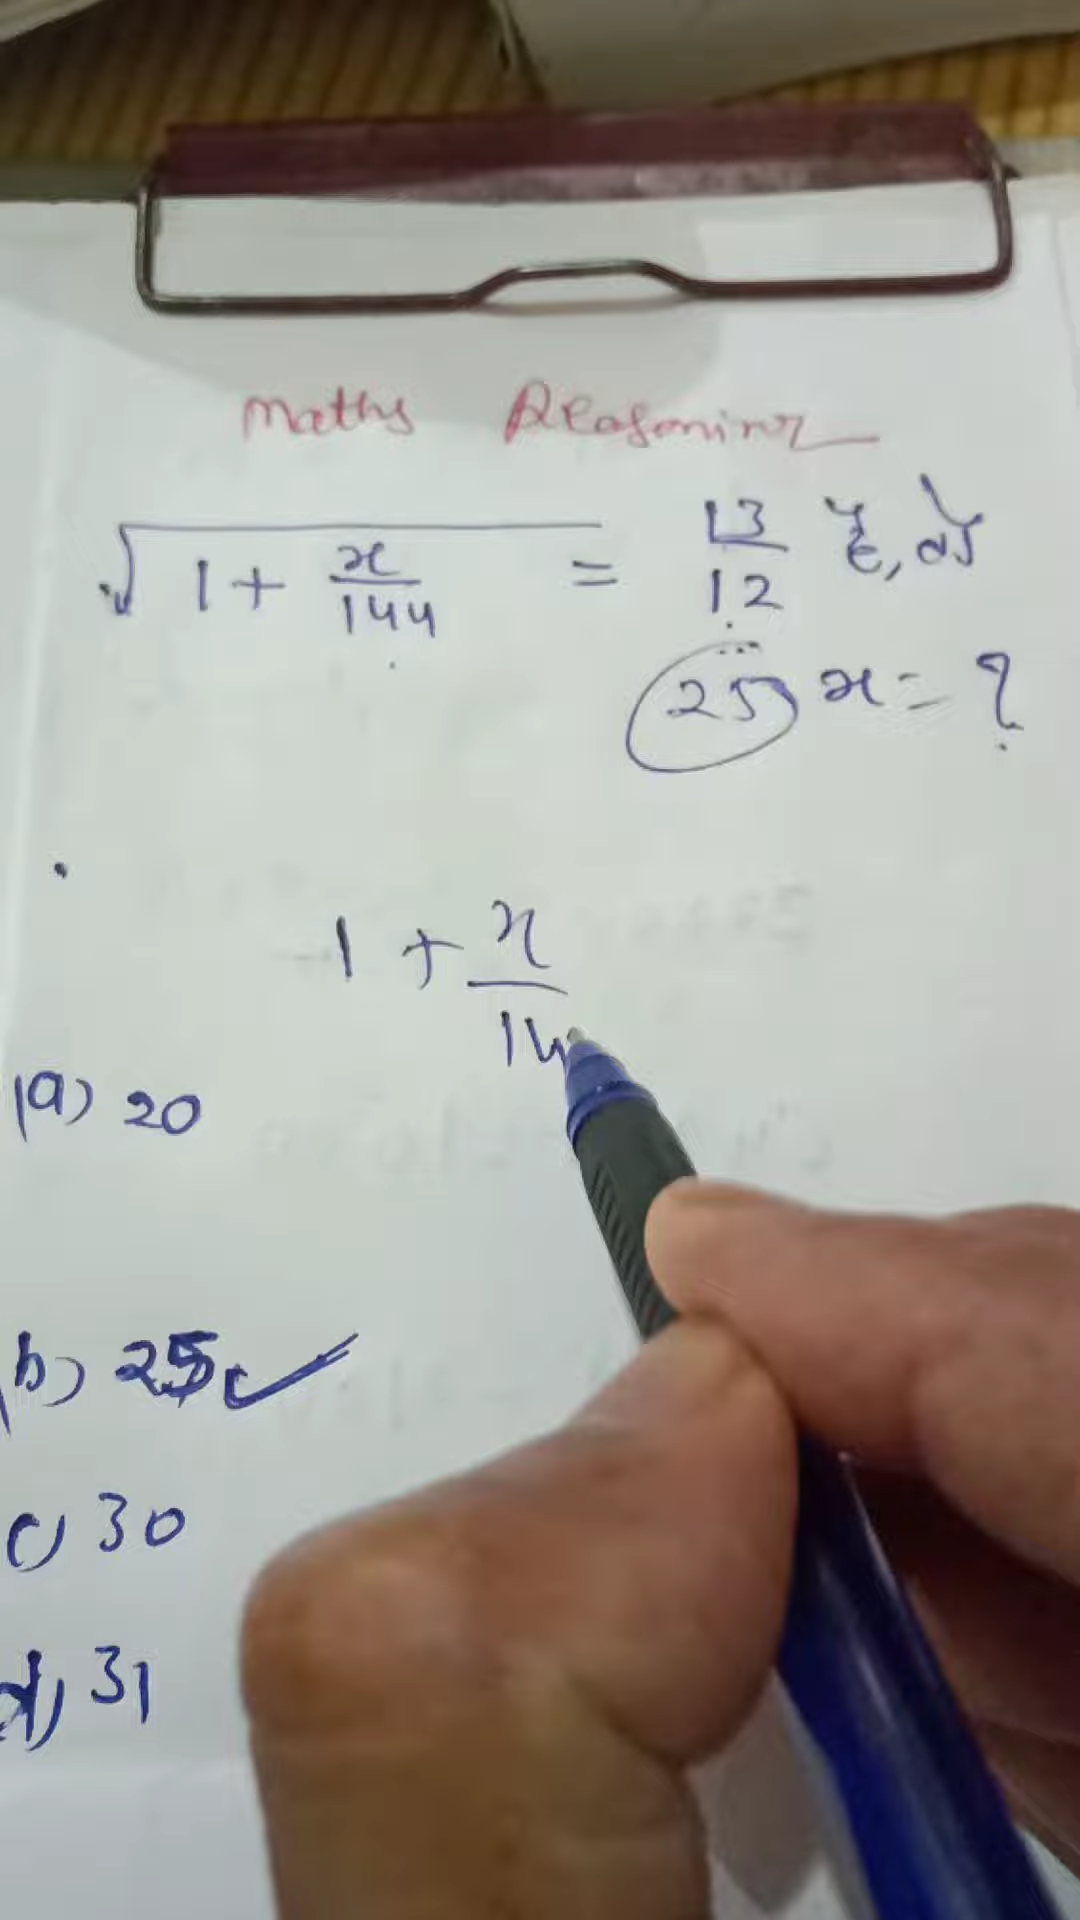 Maths Reasoning
√1 + x/144 = 13/12 है, तो
25 x = ?
1 + x/14
(a) 20
(b) 25 ✓
c) 30
d) 31